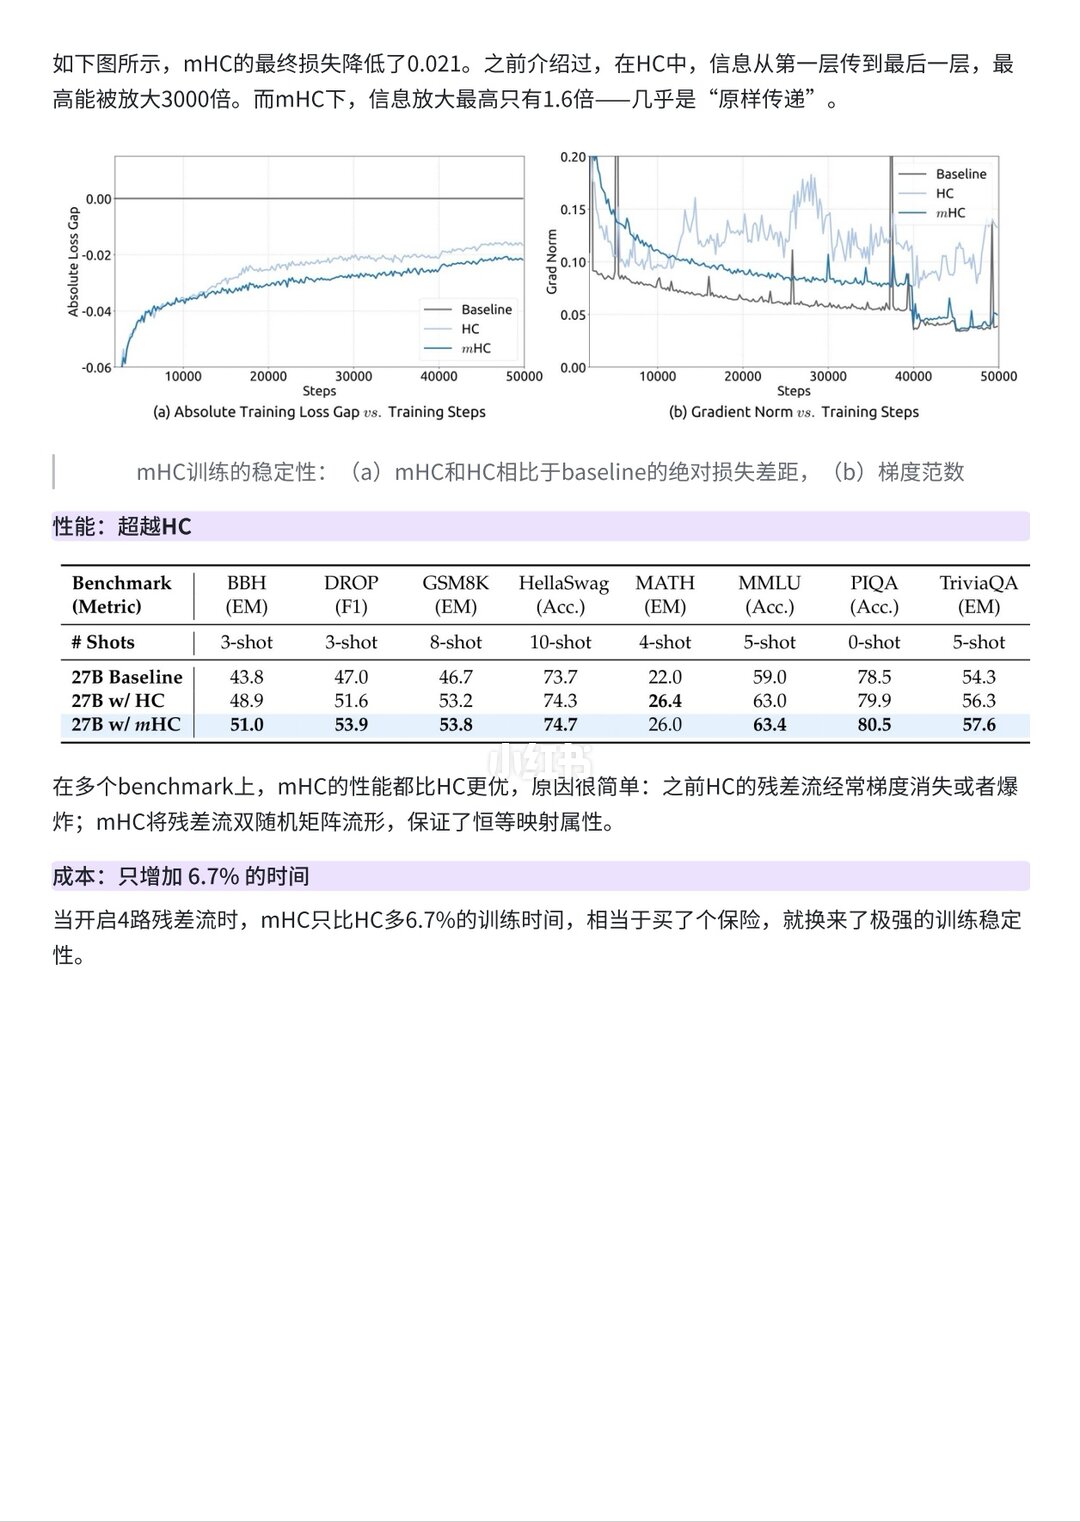 如下图所示，mHC的最终损失降低了0.021。之前介绍过，在HC中，信息从第一层传到最后一层，最
高能被放大3000倍。而mHC下，信息放大最高只有1.6倍——几乎是“原样传递”。
Absolute Loss Gap
0.00
-0.02
-0.04
-0.06
Baseline
HC
mHC
10000 20000 30000 40000 50000
Steps
(a) Absolute Training Loss Gap vs. Training Steps
Grad Norm
0.20
0.15
0.10
0.05
0.00
Baseline
HC
mHC
10000 20000 30000 40000 50000
Steps
(b) Gradient Norm vs. Training Steps
mHC训练的稳定性：（a）mHC和HC相比于baseline的绝对损失差距，（b）梯度范数
性能：超越HC
Benchmark BBH DROP GSM8K HellaSwag MATH MMLU PIQA TriviaQA
(Metric) (EM) (F1) (EM) (Acc.) (EM) (Acc.) (Acc.) (EM)
# Shots 3-shot 3-shot 8-shot 10-shot 4-shot 5-shot 0-shot 5-shot
27B Baseline 43.8 47.0 46.7 73.7 22.0 59.0 78.5 54.3
27B w/ HC 48.9 51.6 53.2 74.3 26.4 63.0 79.9 56.3
27B w/ mHC 51.0 53.9 53.8 74.7 26.0 63.4 80.5 57.6
小红书
在多个benchmark上，mHC的性能都比HC更优，原因很简单：之前HC的残差流经常梯度消失或者爆
炸；mHC将残差流双随机矩阵流形，保证了恒等映射属性。
成本：只增加 6.7% 的时间
当开启4路残差流时，mHC只比HC多6.7%的训练时间，相当于买了个保险，就换来了极强的训练稳定
性。